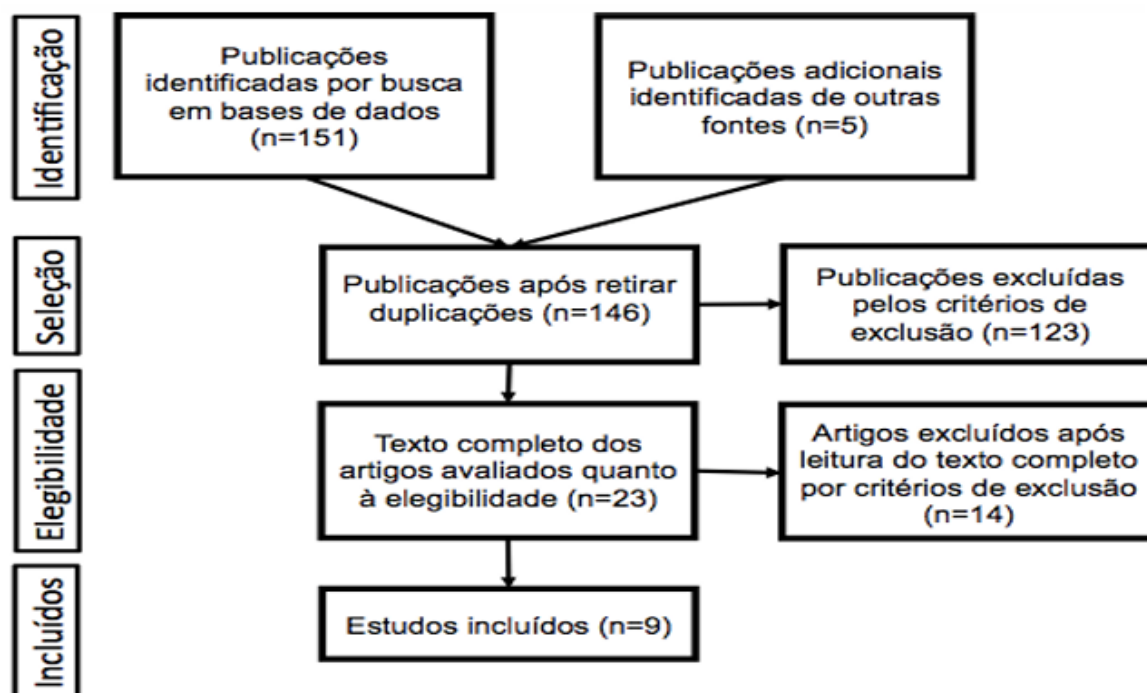 Identificação
Publicações
identificadas por busca
em bases de dados
(n=151)
Publicações adicionais
identificadas de outras
fontes (n=5)
Seleção
Publicações após retirar
duplicações (n=146)
Publicações excluídas
pelos critérios de
exclusão (n=123)
Elegibilidade
Texto completo dos
artigos avaliados quanto
à elegibilidade (n=23)
Artigos excluídos após
leitura do texto completo
por critérios de exclusão
(n=14)
Incluídos
Estudos incluídos (n=9)